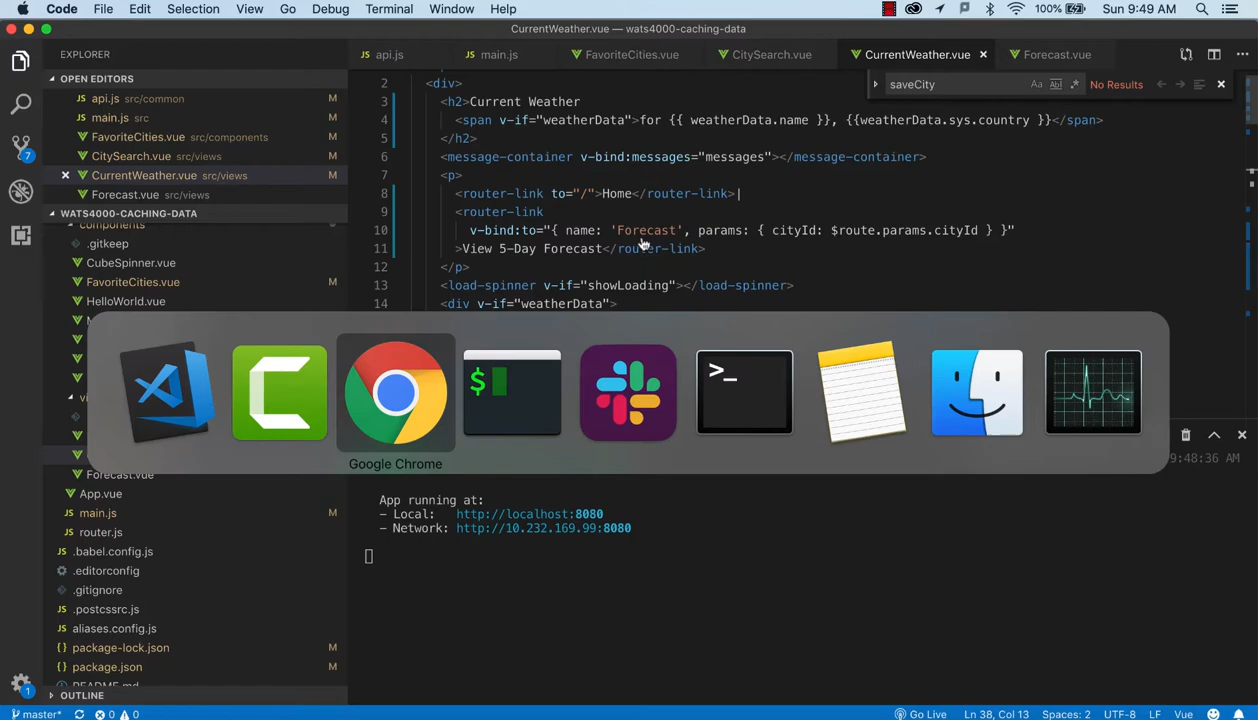 Code File Edit Selection View Go Debug Terminal Window Help 100% Sun 9:49 AM
CurrentWeather.vue — wats4000-caching-data
EXPLORER
api.js main.js FavoriteCities.vue CitySearch.vue CurrentWeather.vue × Forecast.vue
OPEN EDITORS
api.js src/common M
main.js src M
FavoriteCities.vue src/components M
CitySearch.vue src/views M
CurrentWeather.vue src/views M
Forecast.vue src/views M
WATS4000-CACHING-DATA
components
.gitkeep
CubeSpinner.vue
FavoriteCities.vue M
HelloWorld.vue
M
vi
Forecast.vue
App.vue
main.js M
router.js
.babel.config.js
.editorconfig
.gitignore
.postcssrc.js
aliases.config.js
package-lock.json M
package.json M
README.md
OUTLINE
saveCity Aa Abl .* No Results
2 <div>
3 <h2>Current Weather
4 <span v-if="weatherData">for {{ weatherData.name }}, {{weatherData.sys.country }}</span>
5 </h2>
6 <message-container v-bind:messages="messages"></message-container>
7 <p>
8 <router-link to="/">Home</router-link>|
9 <router-link
10 v-bind:to="{ name: 'Forecast', params: { cityId: $route.params.cityId } }"
11 >View 5-Day Forecast</router-link>
12 </p>
13 <load-spinner v-if="showLoading"></load-spinner>
14 <div v-if="weatherData">
$
>_
Google Chrome
9:48:36 AM
App running at:
- Local: http://localhost:8080
- Network: http://10.232.169.99:8080
7
1
master* 0 0 Go Live Ln 38, Col 13 Spaces: 2 UTF-8 LF Vue